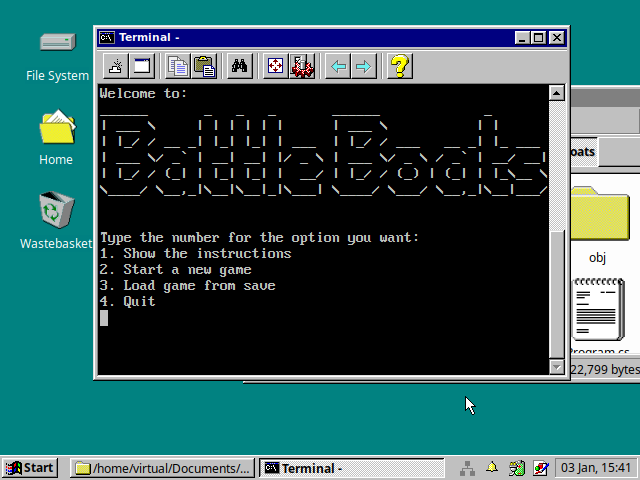 Terminal -
File System
Home
Wastebasket
Welcome to:
BattleBoats
Type the number for the option you want:
1. Show the instructions
2. Start a new game
3. Load game from save
4. Quit
oats
obj
Program.cs
22,799 bytes
Start
/home/virtual/Documents/...
Terminal -
03 Jan, 15:41